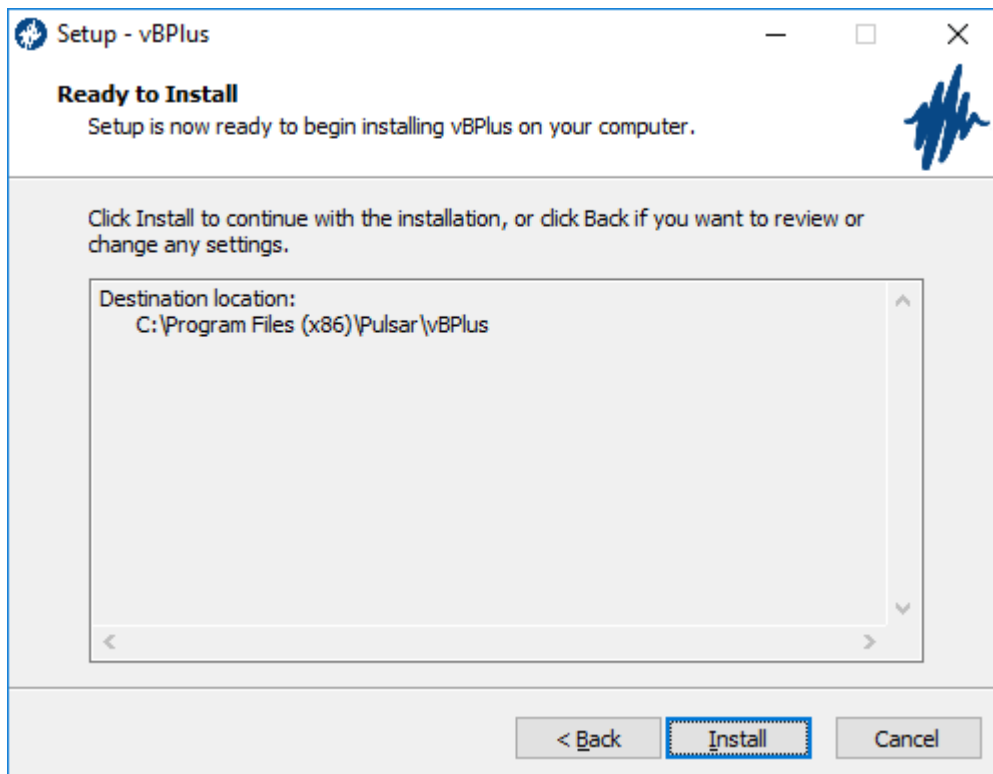 Setup - vBPlus
Ready to Install
Setup is now ready to begin installing vBPlus on your computer.
Click Install to continue with the installation, or click Back if you want to review or
change any settings.
Destination location:
C:\Program Files (x86)\Pulsar\vBPlus
< Back
Install
Cancel